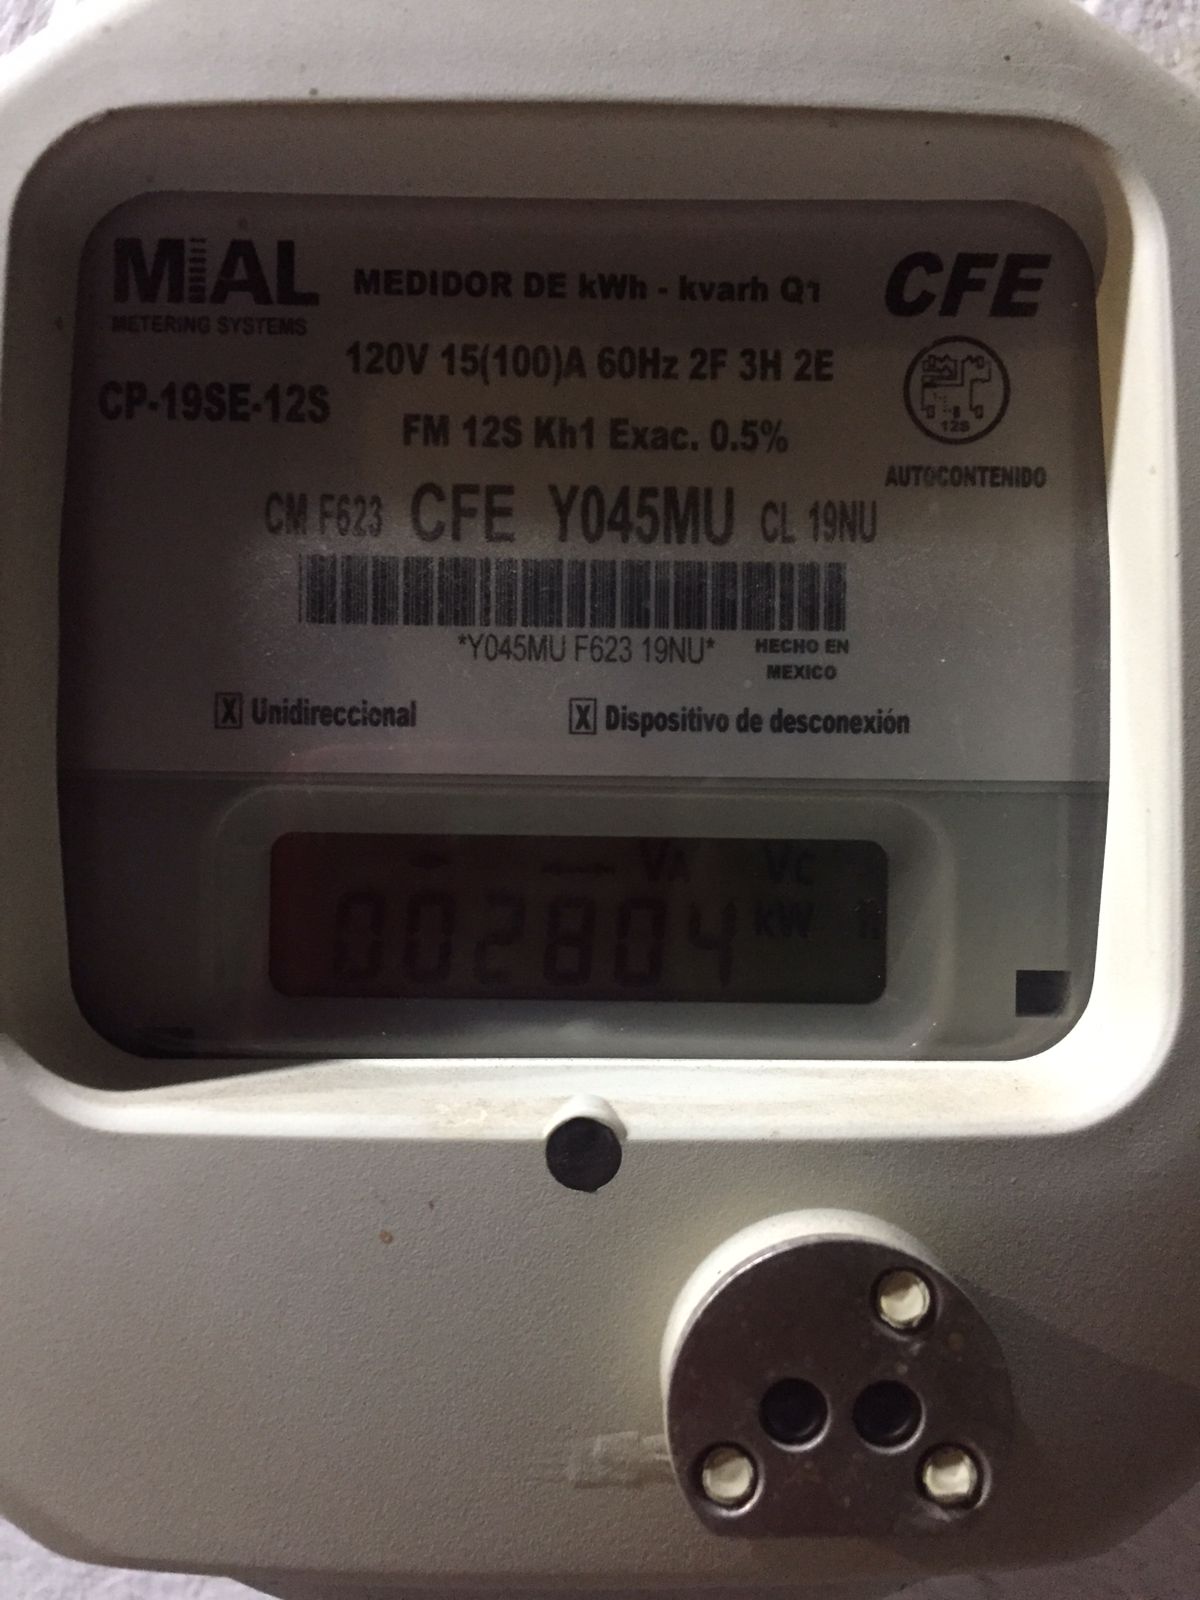 MIAL
METERING SYSTEMS
MEDIDOR DE kWh - kvarh Q1
CFE
120V 15(100)A 60Hz 2F 3H 2E
CP-19SE-12S
FM 12S Kh1 Exac. 0.5%
12S
AUTOCONTENIDO
CM F623 CFE Y045MU CL 19NU
*Y045MU F623 19NU*
HECHO EN
MEXICO
X Unidireccional
X Dispositivo de desconexión
VA VC
002804 kW h